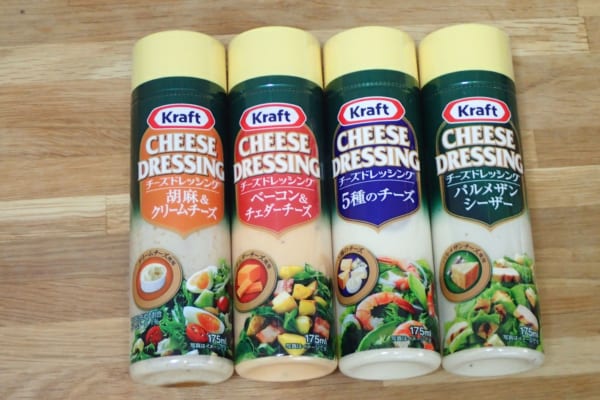 Kraft
CHEESE
DRESSING
チーズドレッシング
胡麻&
クリームチーズ
175ml
Kraft
CHEESE
DRESSING
チーズドレッシング
ベーコン&
チェダーチーズ
175ml
Kraft
CHEESE
DRESSING
チーズドレッシング
5種のチーズ
175ml
Kraft
CHEESE
DRESSING
チーズドレッシング
パルメザン
シーザー
175ml